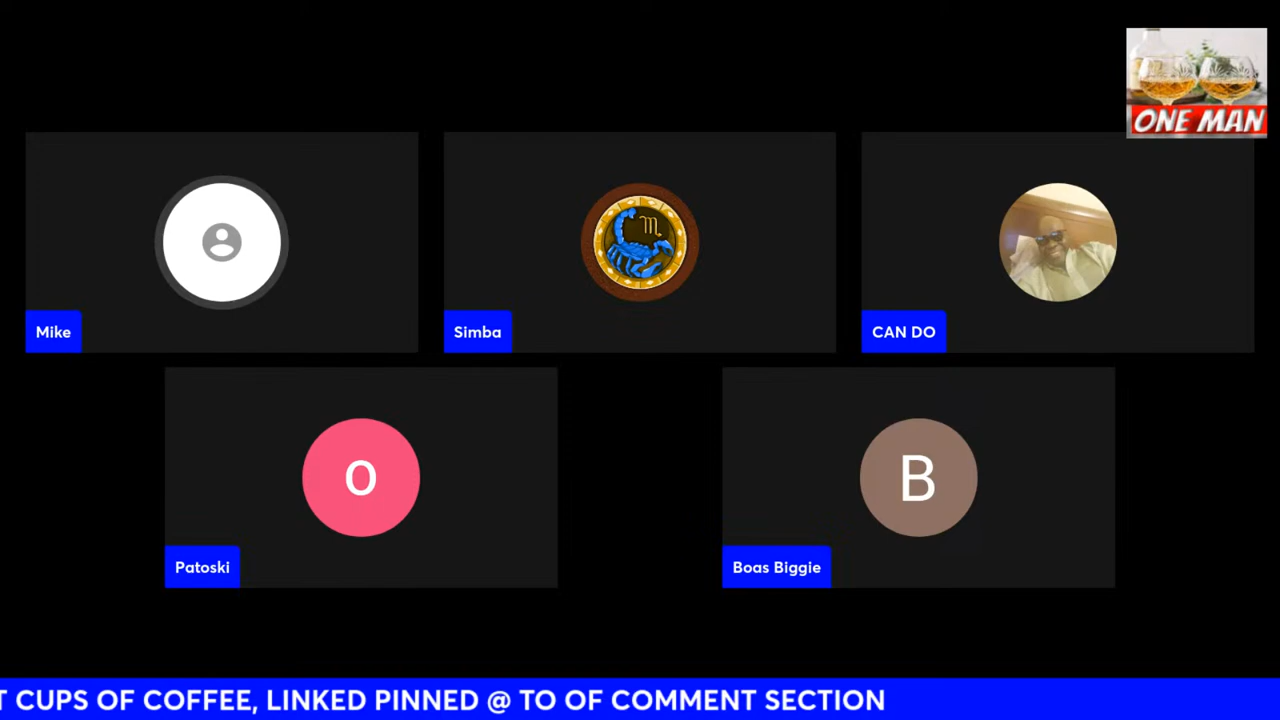 ONE MAN
Mike
Simba
CAN DO
O
B
Patoski
Boas Biggie
T CUPS OF COFFEE, LINKED PINNED @ TO OF COMMENT SECTION